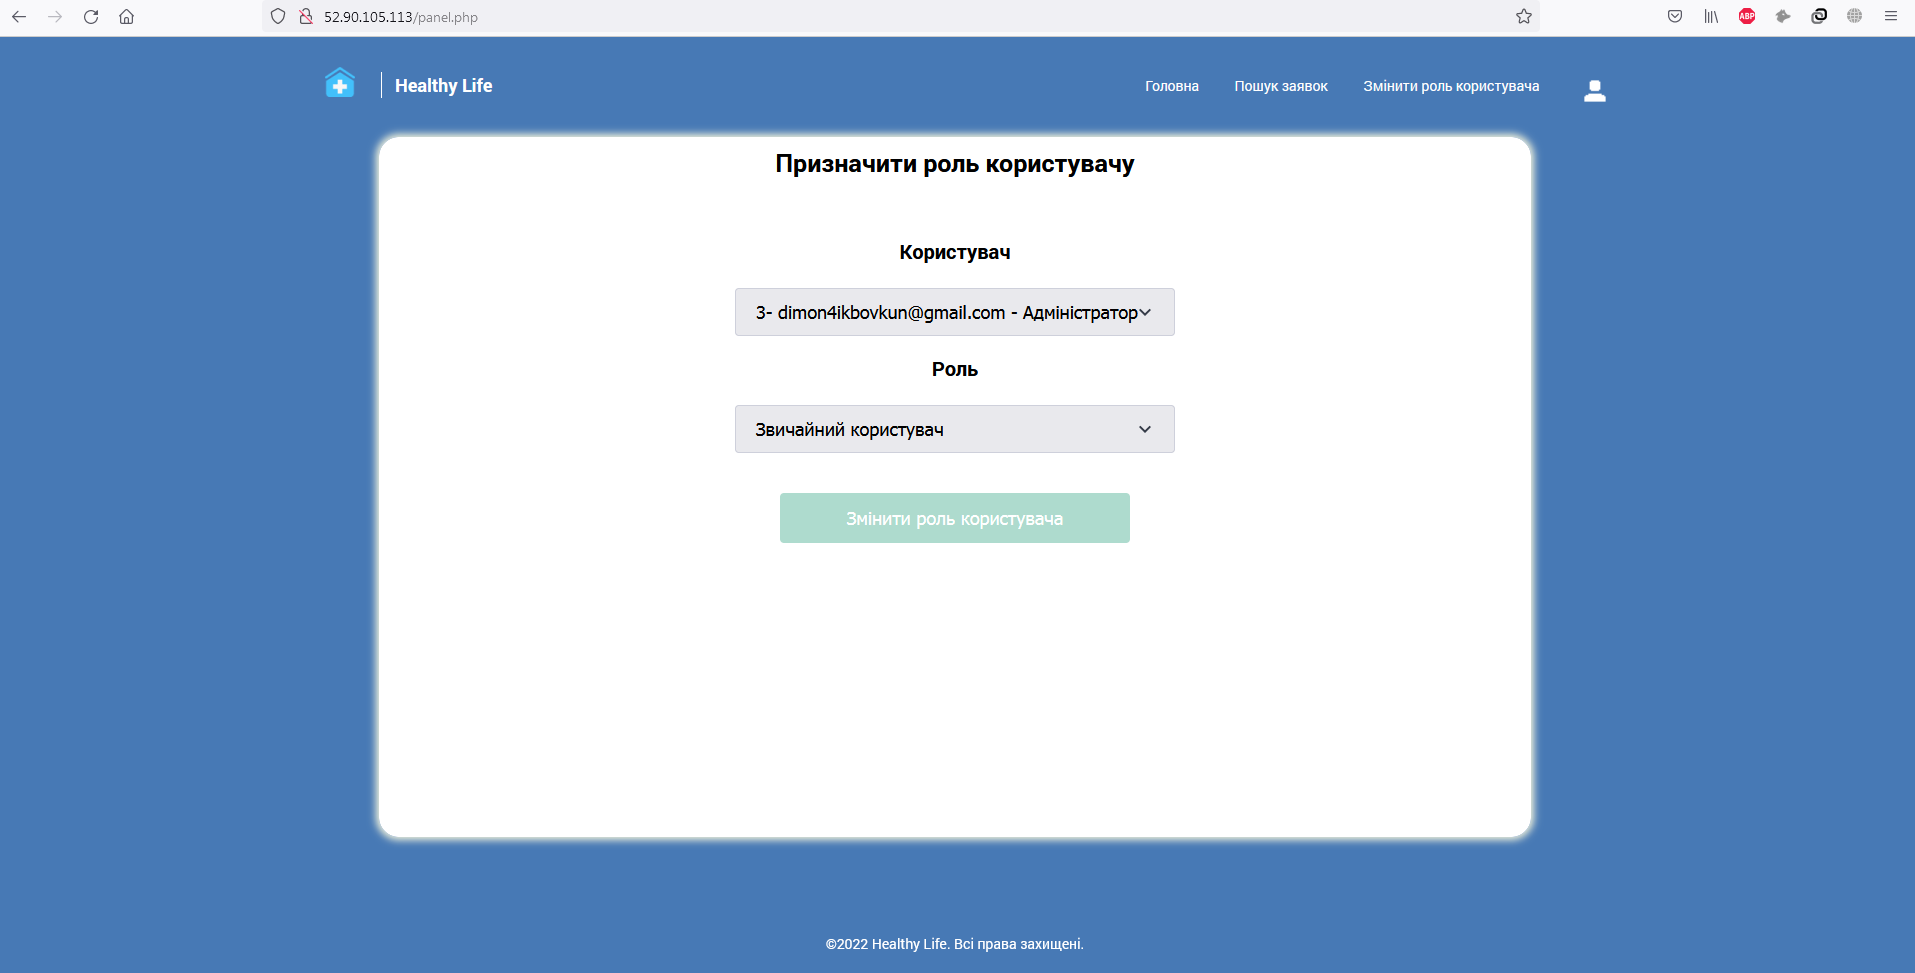 52.90.105.113/panel.php
ABP
Healthy Life
Головна
Пошук заявок
Змінити роль користувача
Призначити роль користувачу
Користувач
3- dimon4ikbovkun@gmail.com - Адміністратор
Роль
Звичайний користувач
Змінити роль користувача
©2022 Healthy Life. Всі права захищені.